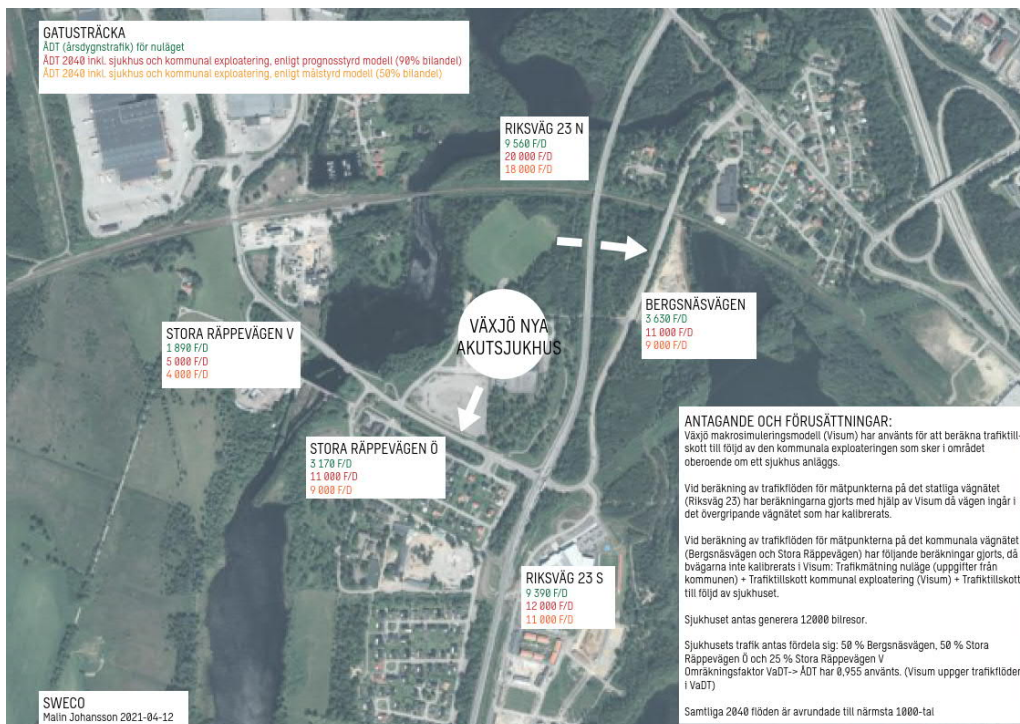 GATUSTRÄCKA
ÅDT (årsdygnstrafik) för nuläget
ÅDT 2040 inkl. sjukhus och kommunal exploatering, enligt prognosstyrd modell (90% bilandel)
ÅDT 2040 inkl. sjukhus och kommunal exploatering, enligt målstyrd modell (50% bilandel)
RIKSVÄG 23 N
9 560 F/D
20 000 F/D
18 000 F/D
BERGSNÄSVÄGEN
3 630 F/D
11 000 F/D
9 000 F/D
VÄXJÖ NYA
AKUTSJUKHUS
STORA RÄPPEVÄGEN V
1 890 F/D
5 000 F/D
4 000 F/D
STORA RÄPPEVÄGEN Ö
3 170 F/D
11 000 F/D
9 000 F/D
RIKSVÄG 23 S
9 390 F/D
12 000 F/D
11 000 F/D
ANTAGANDE OCH FÖRUSÄTTNINGAR:
Växjö makrosimuleringsmodell (Visum) har använts för att beräkna trafiktill-
skott till följd av den kommunala exploateringen som sker i området
oberoende om ett sjukhus anläggs.
Vid beräkning av trafikflöden för mätpunkterna på det statliga vägnätet
(Riksväg 23) har beräkningarna gjorts med hjälp av Visum då vägen ingår i
det övergripande vägnätet som har kalibrerats.
Vid beräkning av trafikflöden för mätpunkterna på det kommunala vägnätet
(Bergsnäsvägen och Stora Räppevägen) har följande beräkningar gjorts, då
bvägarna inte kalibrerats i Visum: Trafikmätning nuläge (uppgifter från
kommunen) + Trafiktillskott kommunal exploatering (Visum) + Trafiktillskott
till följd av sjukhuset.
Sjukhuset antas generera 12000 bilresor.
Sjukhusets trafik antas fördela sig: 50 % Bergsnäsvägen, 50 % Stora
Räppevägen Ö och 25 % Stora Räppevägen V
Omräkningsfaktor VaDT-> ÅDT har 0,955 använts. (Visum uppger trafikflöden
i VaDT)
Samtliga 2040 flöden är avrundade till närmsta 1000-tal
SWECO
Malin Johansson 2021-04-12